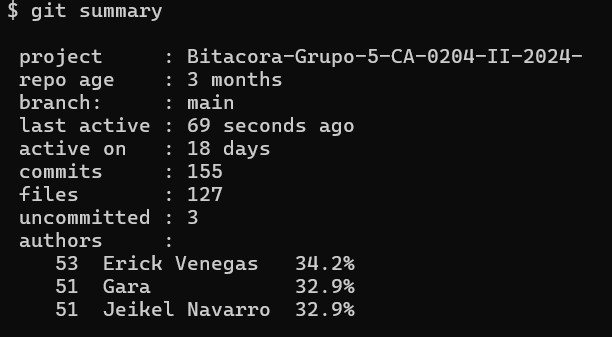 $ git summary
project     : Bitacora-Grupo-5-CA-0204-II-2024-
repo age    : 3 months
branch:     : main
last active : 69 seconds ago
active on   : 18 days
commits     : 155
files       : 127
uncommitted : 3
authors     :
53  Erick Venegas   34.2%
51  Gara            32.9%
51  Jeikel Navarro  32.9%